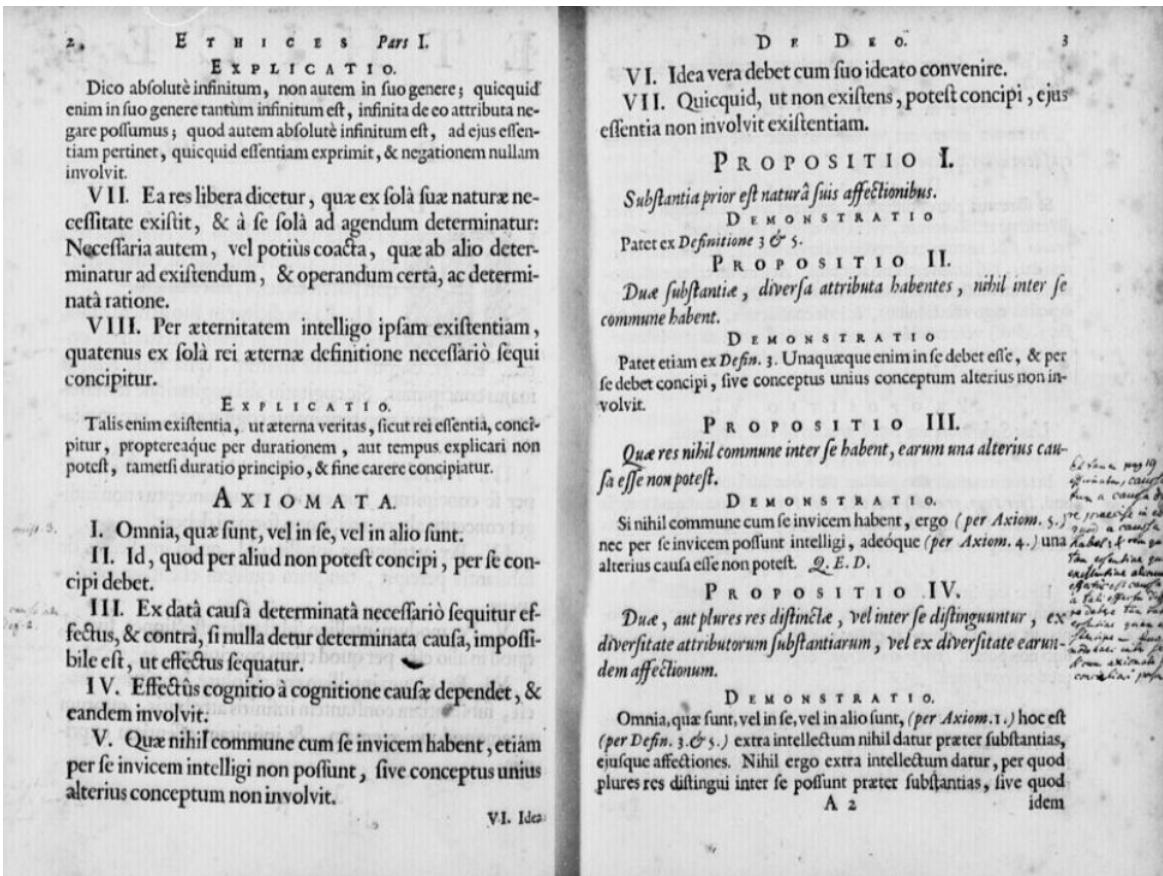 2. ETHICES Pars I.
EXPLICATIO.
Dico abſolutè infinitum, non autem in ſuo genere; quicquid
enim in ſuo genere tantùm infinitum eſt, infinita de eo attributa ne-
gare poſſumus; quod autem abſolutè infinitum eſt, ad ejus eſſen-
tiam pertinet, quicquid eſſentiam exprimit, & negationem nullam
involvit.
VII. Ea res libera dicetur, quæ ex ſolâ ſuæ naturæ ne-
ceſſitate exiſtit, & à ſe ſolâ ad agendum determinatur:
Neceſſaria autem, vel potiùs coacta, quæ ab alio deter-
minatur ad exiſtendum, & operandum certâ, ac determi-
natâ ratione.
VIII. Per æternitatem intelligo ipſam exiſtentiam,
quatenus ex ſolâ rei æternæ definitione neceſſariò ſequi
concipitur.
EXPLICATIO.
Talis enim exiſtentia, ut æterna veritas, ſicut rei eſſentia, conci-
pitur, proptereaque per durationem, aut tempus explicari non
poteſt, tametſi duratio principio, & fine carere concipiatur.
AXIOMATA.
I. Omnia, quæ ſunt, vel in ſe, vel in alio ſunt.
II. Id, quod per aliud non poteſt concipi, per ſe con-
cipi debet.
III. Ex datâ cauſâ determinatâ neceſſariò ſequitur ef-
fectus, & contrà, ſi nulla detur determinata cauſa, impoſſi-
bile eſt, ut effectus ſequatur.
IV. Effectûs cognitio à cognitione cauſæ dependet, &
eandem involvit.
V. Quæ nihil commune cum ſe invicem habent, etiam
per ſe invicem intelligi non poſſunt, ſive conceptus unius
alterius conceptum non involvit.
VI. Idea
DE DEO. 3
VI. Idea vera debet cum ſuo ideato convenire.
VII. Quicquid, ut non exiſtens, poteſt concipi, ejus
eſſentia non involvit exiſtentiam.
PROPOSITIO I.
Subſtantia prior eſt naturâ ſuis affectionibus.
DEMONSTRATIO
Patet ex Definitione 3 & 5.
PROPOSITIO II.
Duæ ſubſtantiæ, diverſa attributa habentes, nihil inter ſe
commune habent.
DEMONSTRATIO
Patet etiam ex Defin. 3. Unaquæque enim in ſe debet eſſe, & per
ſe debet concipi, ſive conceptus unius conceptum alterius non in-
volvit.
PROPOSITIO III.
Quæ res nihil commune inter ſe habent, earum una alterius cau-
ſa eſſe non poteſt.
DEMONSTRATIO.
Si nihil commune cum ſe invicem habent, ergo (per Axiom. 5.)
nec per ſe invicem poſſunt intelligi, adeóque (per Axiom. 4.) una
alterius cauſa eſſe non poteſt. Q. E. D.
PROPOSITIO IV.
Duæ, aut plures res diſtinctæ, vel inter ſe diſtinguuntur, ex
diverſitate attributorum ſubſtantiarum, vel ex diverſitate earun-
dem affectionum.
DEMONSTRATIO.
Omnia, quæ ſunt, vel in ſe, vel in alio ſunt, (per Axiom. 1.) hoc eſt
(per Defin. 3. & 5.) extra intellectum nihil datur præter ſubſtantias,
ejuſque affectiones. Nihil ergo extra intellectum datur, per quod
plures res diſtingui inter ſe poſſunt præter ſubſtantias, ſive quod
A 2 idem